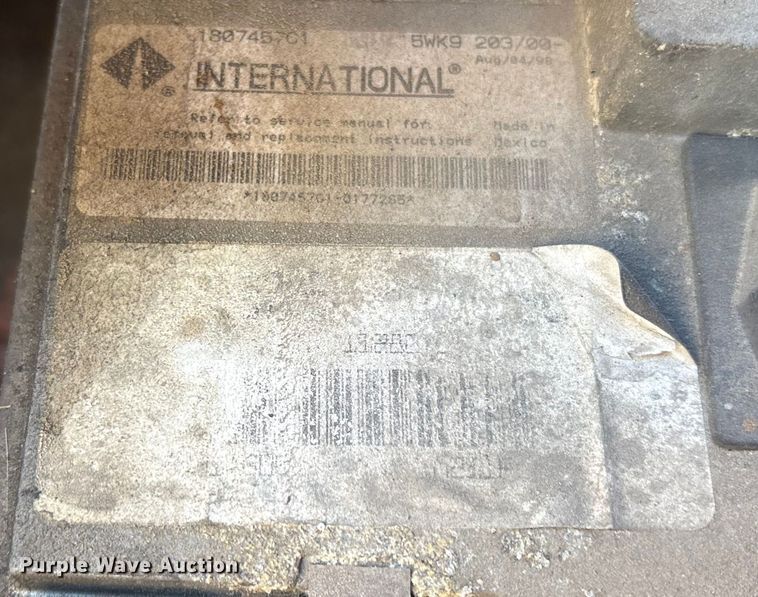 1807457C1 5WK9 203/00-
Aug/04/98
® INTERNATIONAL®
Refer to service manual for Made in
removal and replacement instructions Mexico
*1807457C1-0177265*
Purple Wave Auction